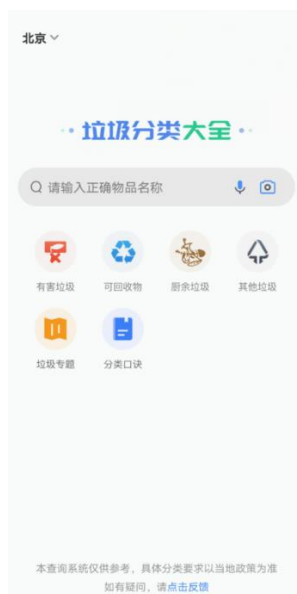 北京
垃圾分类大全
请输入正确物品名称
有害垃圾 可回收物 厨余垃圾 其他垃圾
垃圾专题 分类口诀
本查询系统仅供参考，具体分类要求以当地政策为准
如有疑问，请点击反馈